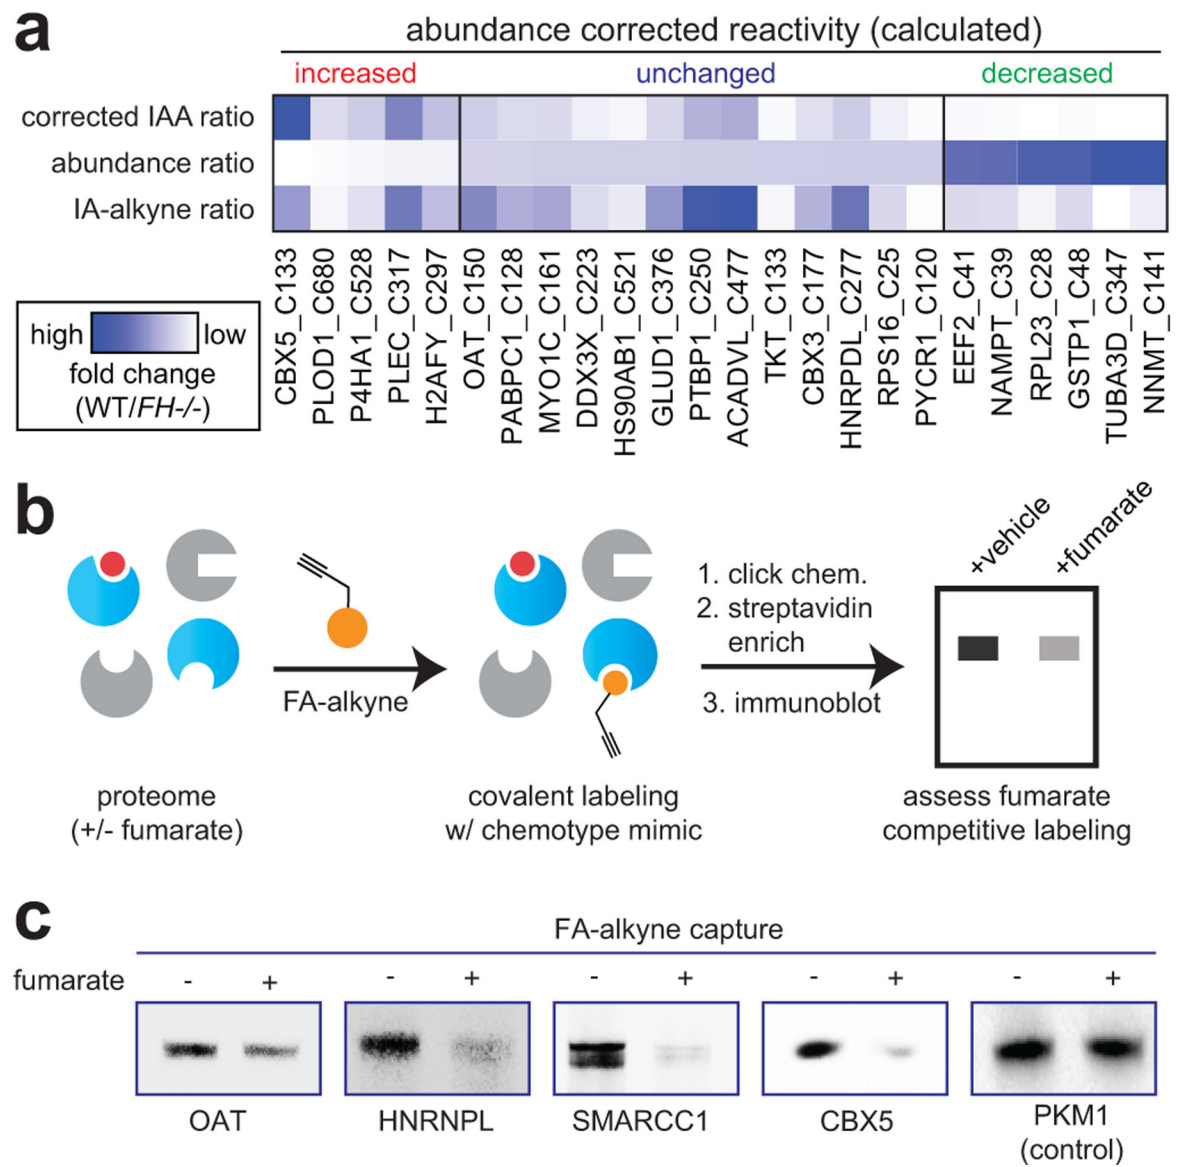 a
abundance corrected reactivity (calculated)
increased unchanged decreased
corrected IAA ratio
abundance ratio
IA-alkyne ratio
CBX5_C133
PLOD1_C680
P4HA1_C528
PLEC_C317
H2AFY_C297
OAT_C150
PABPC1_C128
MYO1C_C161
DDX3X_C223
HS90AB1_C521
GLUD1_C376
PTBP1_C250
ACADVL_C477
TKT_C133
CBX3_C177
HNRPDL_C277
RPS16_C25
PYCR1_C120
EEF2_C41
NAMPT_C39
RPL23_C28
GSTP1_C48
TUBA3D_C347
NNMT_C141
high low
fold change
(WT/FH-/-)
b
FA-alkyne
1. click chem.
2. streptavidin
enrich
3. immunoblot
+vehicle
+fumarate
proteome
(+/- fumarate)
covalent labeling
w/ chemotype mimic
assess fumarate
competitive labeling
c
FA-alkyne capture
fumarate - + - + - + - + - +
OAT HNRNPL SMARCC1 CBX5 PKM1
(control)